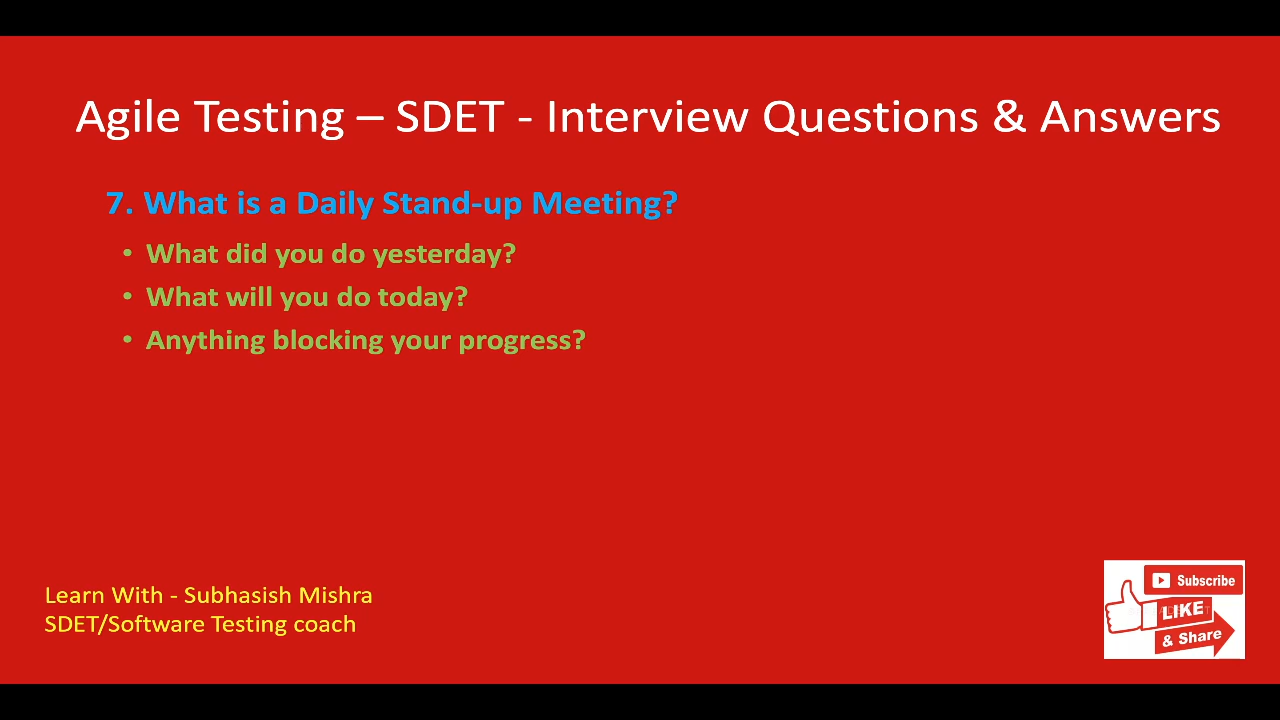 Agile Testing – SDET - Interview Questions & Answers
7. What is a Daily Stand-up Meeting?
• What did you do yesterday?
• What will you do today?
• Anything blocking your progress?
Learn With - Subhasish Mishra
SDET/Software Testing coach
Subscribe
LIKE
& Share